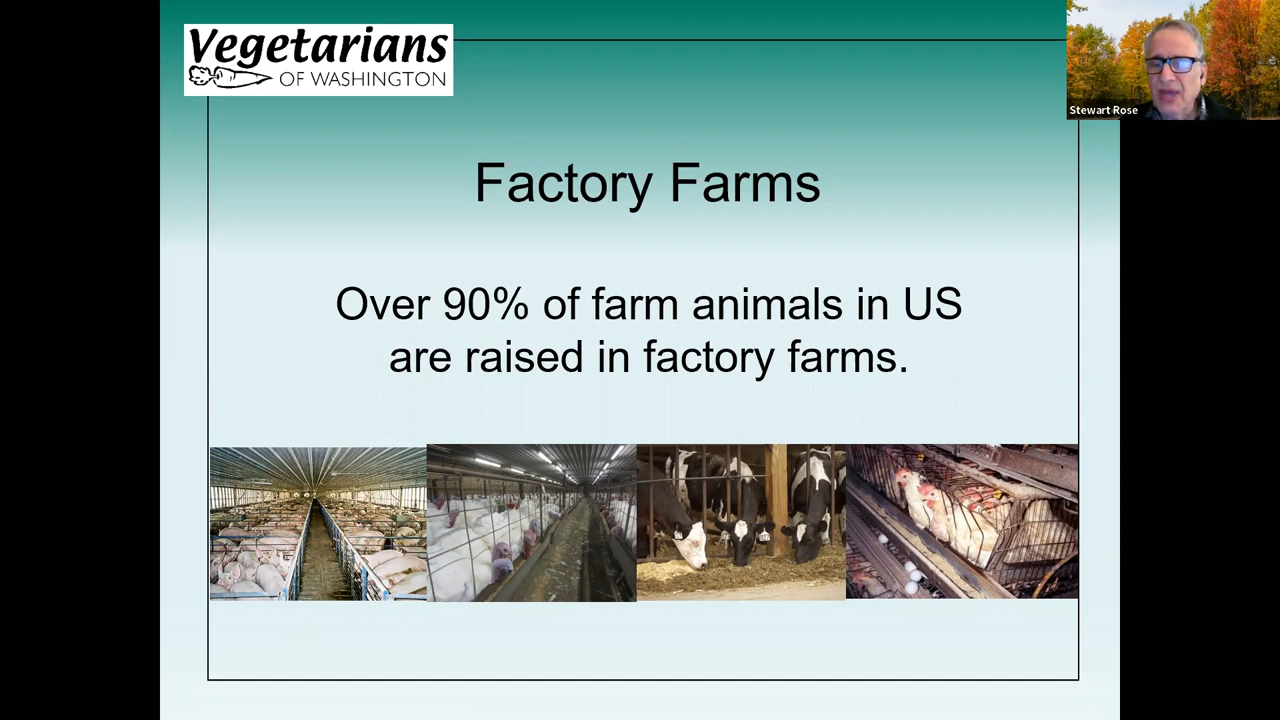 Vegetarians
OF WASHINGTON
Stewart Rose
Factory Farms
Over 90% of farm animals in US
are raised in factory farms.